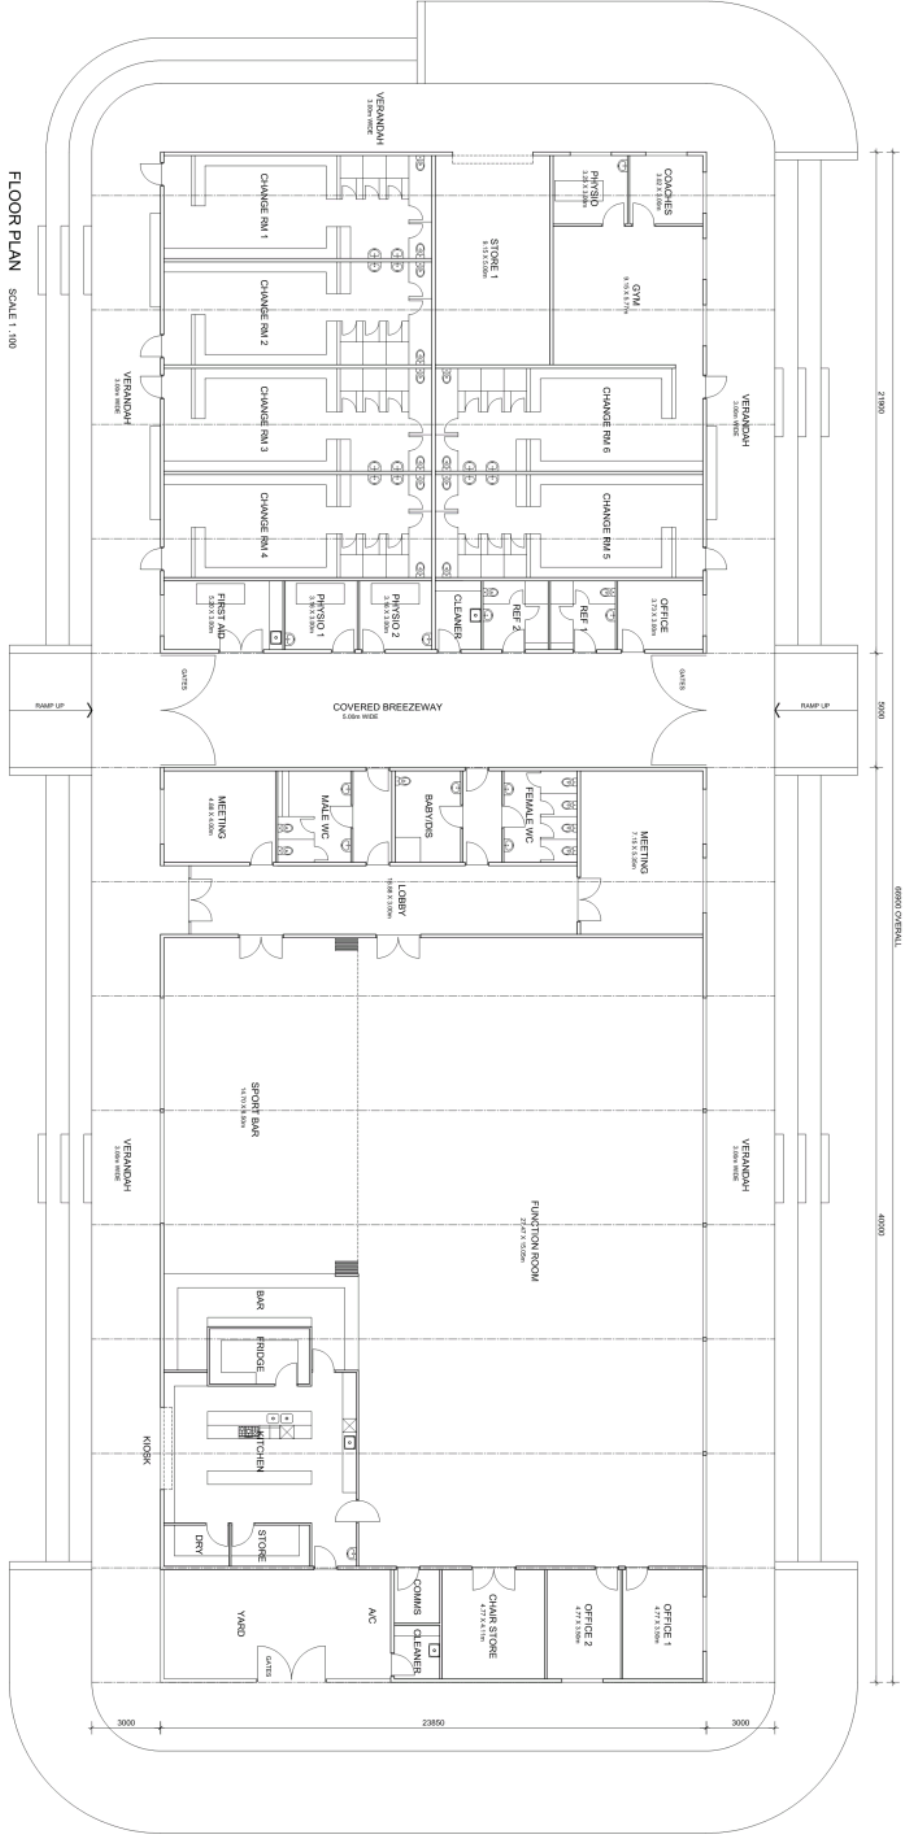 FLOOR PLAN SCALE 1 :100
VERANDAH
3.00m WIDE
CHANGE RM 1
CHANGE RM 2
CHANGE RM 3
CHANGE RM 4
STORE 1
PHYSIO
COACHES
GYM
CHANGE RM 6
CHANGE RM 5
VERANDAH
3.00m WIDE
VERANDAH
3.00m WIDE
21900
FIRST AID
PHYSIO 1
PHYSIO 2
CLEANER
REF 2
REF 1
OFFICE
GATES
GATES
RAMP UP
COVERED BREEZEWAY
5.00m WIDE
RAMP UP
5000
MEETING
MALE WC
BABY/DIS
FEMALE WC
MEETING
LOBBY
66900 OVERALL
SPORT BAR
VERANDAH
3.00m WIDE
FUNCTION ROOM
VERANDAH
3.00m WIDE
40000
BAR
FRIDGE
KITCHEN
KIOSK
DRY
STORE
YARD
GATES
A/C
COMMS
CLEANER
CHAIR STORE
OFFICE 2
OFFICE 1
3000
23850
3000